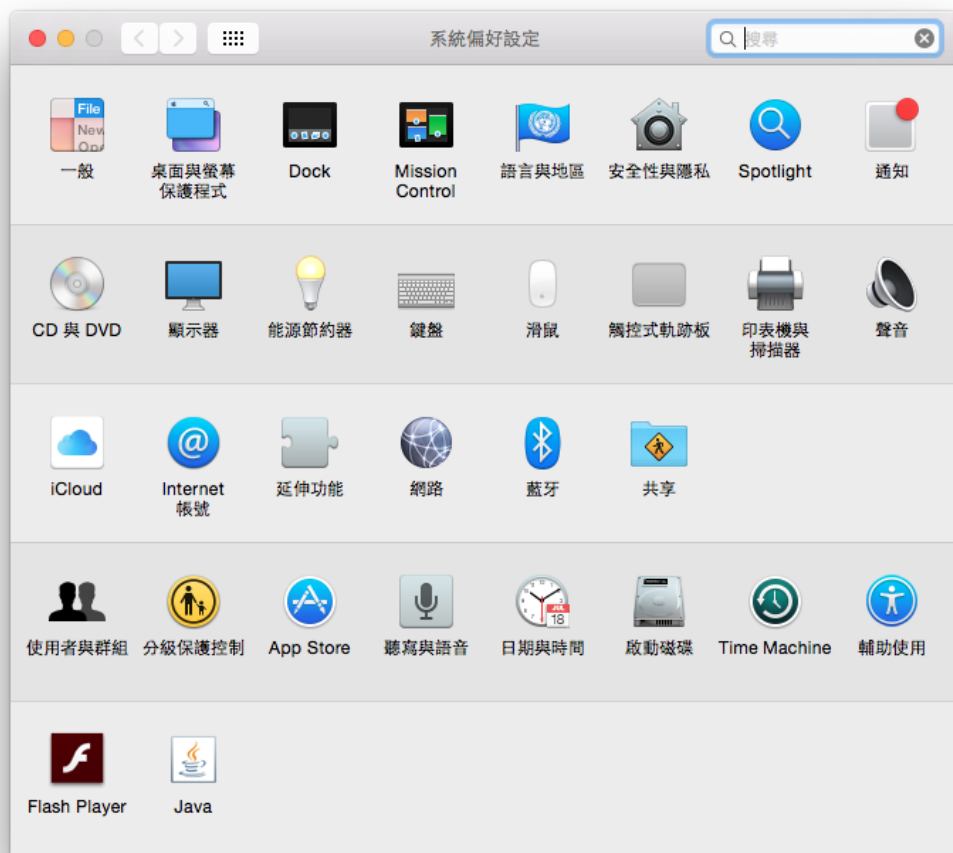 系統偏好設定
搜尋
File
New
一般
桌面與螢幕
保護程式
Dock
Mission
Control
語言與地區
安全性與隱私
Spotlight
通知
CD 與 DVD
顯示器
能源節約器
鍵盤
滑鼠
觸控式軌跡板
印表機與
掃描器
聲音
iCloud
@
Internet
帳號
延伸功能
網路
藍牙
共享
JUL
18
使用者與群組
分級保護控制
App Store
聽寫與語音
日期與時間
啟動磁碟
Time Machine
輔助使用
Flash Player
Java